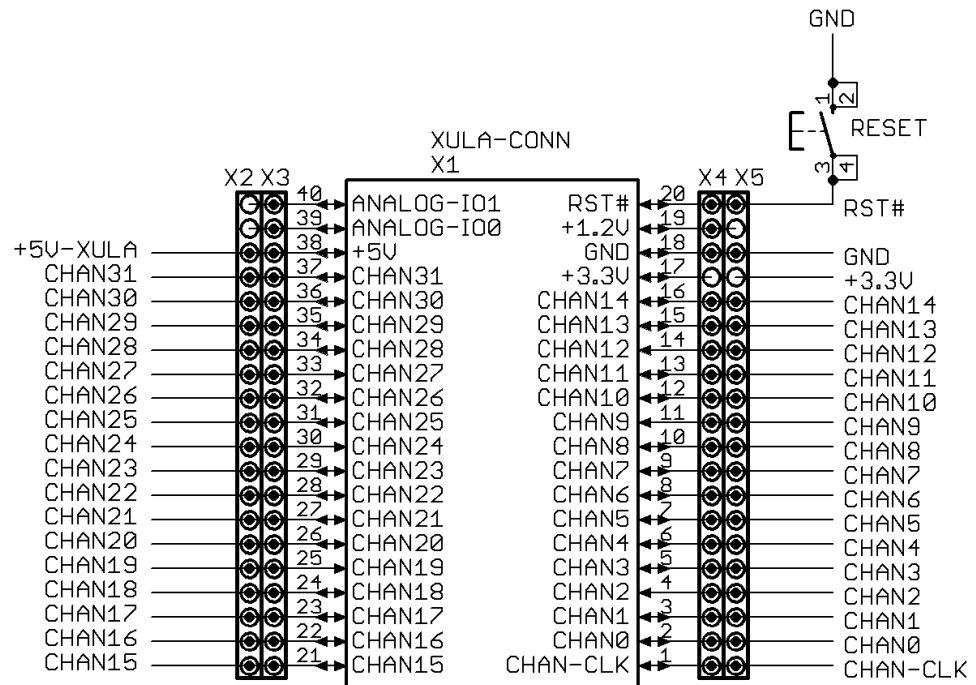 GND
1 2
RESET
3 4
XULA-CONN
X1
X2 X3 X4 X5
40 ANALOG-IO1 RST# 20 RST#
39 ANALOG-IO0 +1.2V 19
+5V-XULA 38 +5V GND 18 GND
CHAN31 37 CHAN31 +3.3V 17 +3.3V
CHAN30 36 CHAN30 CHAN14 16 CHAN14
CHAN29 35 CHAN29 CHAN13 15 CHAN13
CHAN28 34 CHAN28 CHAN12 14 CHAN12
CHAN27 33 CHAN27 CHAN11 13 CHAN11
CHAN26 32 CHAN26 CHAN10 12 CHAN10
CHAN25 31 CHAN25 CHAN9 11 CHAN9
CHAN24 30 CHAN24 CHAN8 10 CHAN8
CHAN23 29 CHAN23 CHAN7 9 CHAN7
CHAN22 28 CHAN22 CHAN6 8 CHAN6
CHAN21 27 CHAN21 CHAN5 7 CHAN5
CHAN20 26 CHAN20 CHAN4 6 CHAN4
CHAN19 25 CHAN19 CHAN3 5 CHAN3
CHAN18 24 CHAN18 CHAN2 4 CHAN2
CHAN17 23 CHAN17 CHAN1 3 CHAN1
CHAN16 22 CHAN16 CHAN0 2 CHAN0
CHAN15 21 CHAN15 CHAN-CLK 1 CHAN-CLK